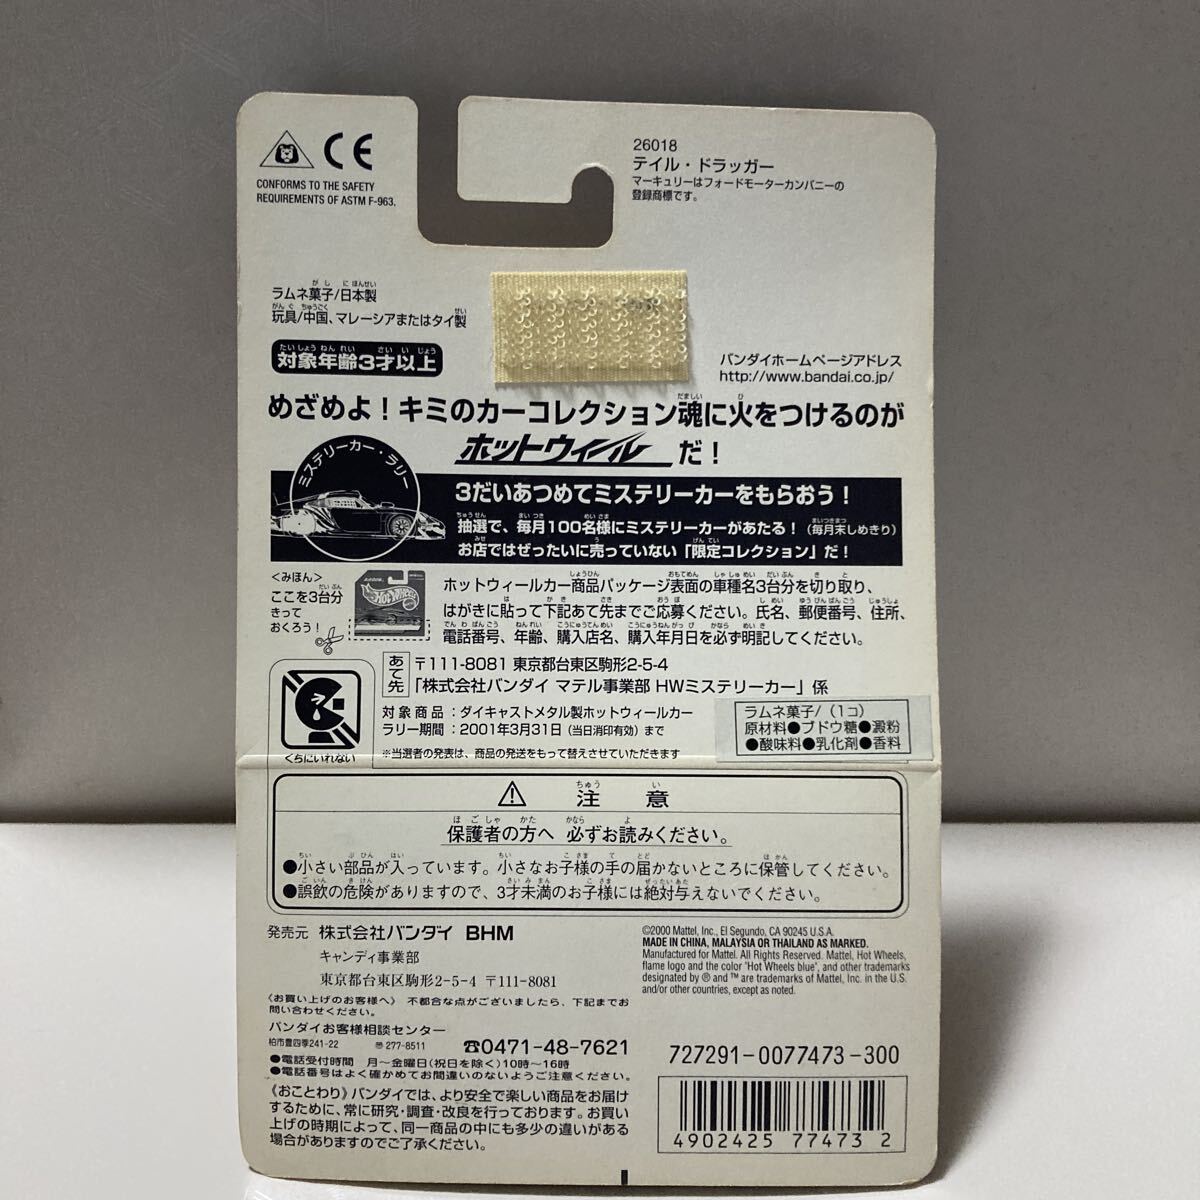 CE
CONFORMS TO THE SAFETY
REQUIREMENTS OF ASTM F-963.
26018
テイル・ドラッガー
マーキュリーはフォードモーターカンパニーの
登録商標です。
ラムネ菓子/日本製
玩具/中国、マレーシアまたはタイ製
対象年齢3才以上
バンダイホームページアドレス
http://www.bandai.co.jp/
めざめよ！キミのカーコレクション魂に火をつけるのが
ホットウィール だ！
ミステリーカー・ラリー
3だいあつめてミステリーカーをもらおう！
抽選で、毎月100名様にミステリーカーがあたる！（毎月末しめきり）
お店ではぜったいに売っていない「限定コレクション」だ！
<みほん>
ここを3台分
きって
おくろう！
Hot Wheels
ホットウィールカー商品パッケージ表面の車種名3台分を切り取り、
はがきに貼って下記あて先までご応募ください。氏名、郵便番号、住所、
電話番号、年齢、購入店名、購入年月日を必ず明記してください。
あて先
〒111-8081 東京都台東区駒形2-5-4
「株式会社バンダイ マテル事業部 HWミステリーカー」係
対象商品：ダイキャストメタル製ホットウィールカー
ラリー期間：2001年3月31日（当日消印有効）まで
※当選者の発表は、商品の発送をもって替えさせていただきます
くちにいれない
ラムネ菓子/（1コ）
原材料●ブドウ糖●澱粉
●酸味料●乳化剤●香料
⚠ 注意
保護者の方へ 必ずお読みください。
●小さい部品が入っています。小さなお子様の手の届かないところに保管してください。
●誤飲の危険がありますので、3才未満のお子様には絶対与えないでください。
発売元 株式会社バンダイ BHM
キャンディ事業部
東京都台東区駒形2-5-4 〒111-8081
〈お買い上げのお客様へ〉 不都合な点がございましたら、下記までお
問い合わせください。
バンダイお客様相談センター
柏市豊四季241-22 〒277-8511 ☎0471-48-7621
●電話受付時間 月～金曜日(祝日を除く)10時～16時
●電話番号はよく確かめてお間違いのないようご注意ください。
《おことわり》バンダイでは、より安全で楽しい商品をお届け
するために、常に研究・調査・改良を行っております。お買い
上げの時期によって、同一商品の中にも多少の違いがある
場合がありますのでご了承ください。
©2000 Mattel, Inc., El Segundo, CA 90245 U.S.A.
MADE IN CHINA, MALAYSIA OR THAILAND AS MARKED.
Manufactured for Mattel. All Rights Reserved. Mattel, Hot Wheels,
flame logo and the color "Hot Wheels blue", and other trademarks
designated by ® and ™ are trademarks of Mattel, Inc. in the U.S.
and/or other countries, except as noted.
727291-0077473-300
4902425 77473 2